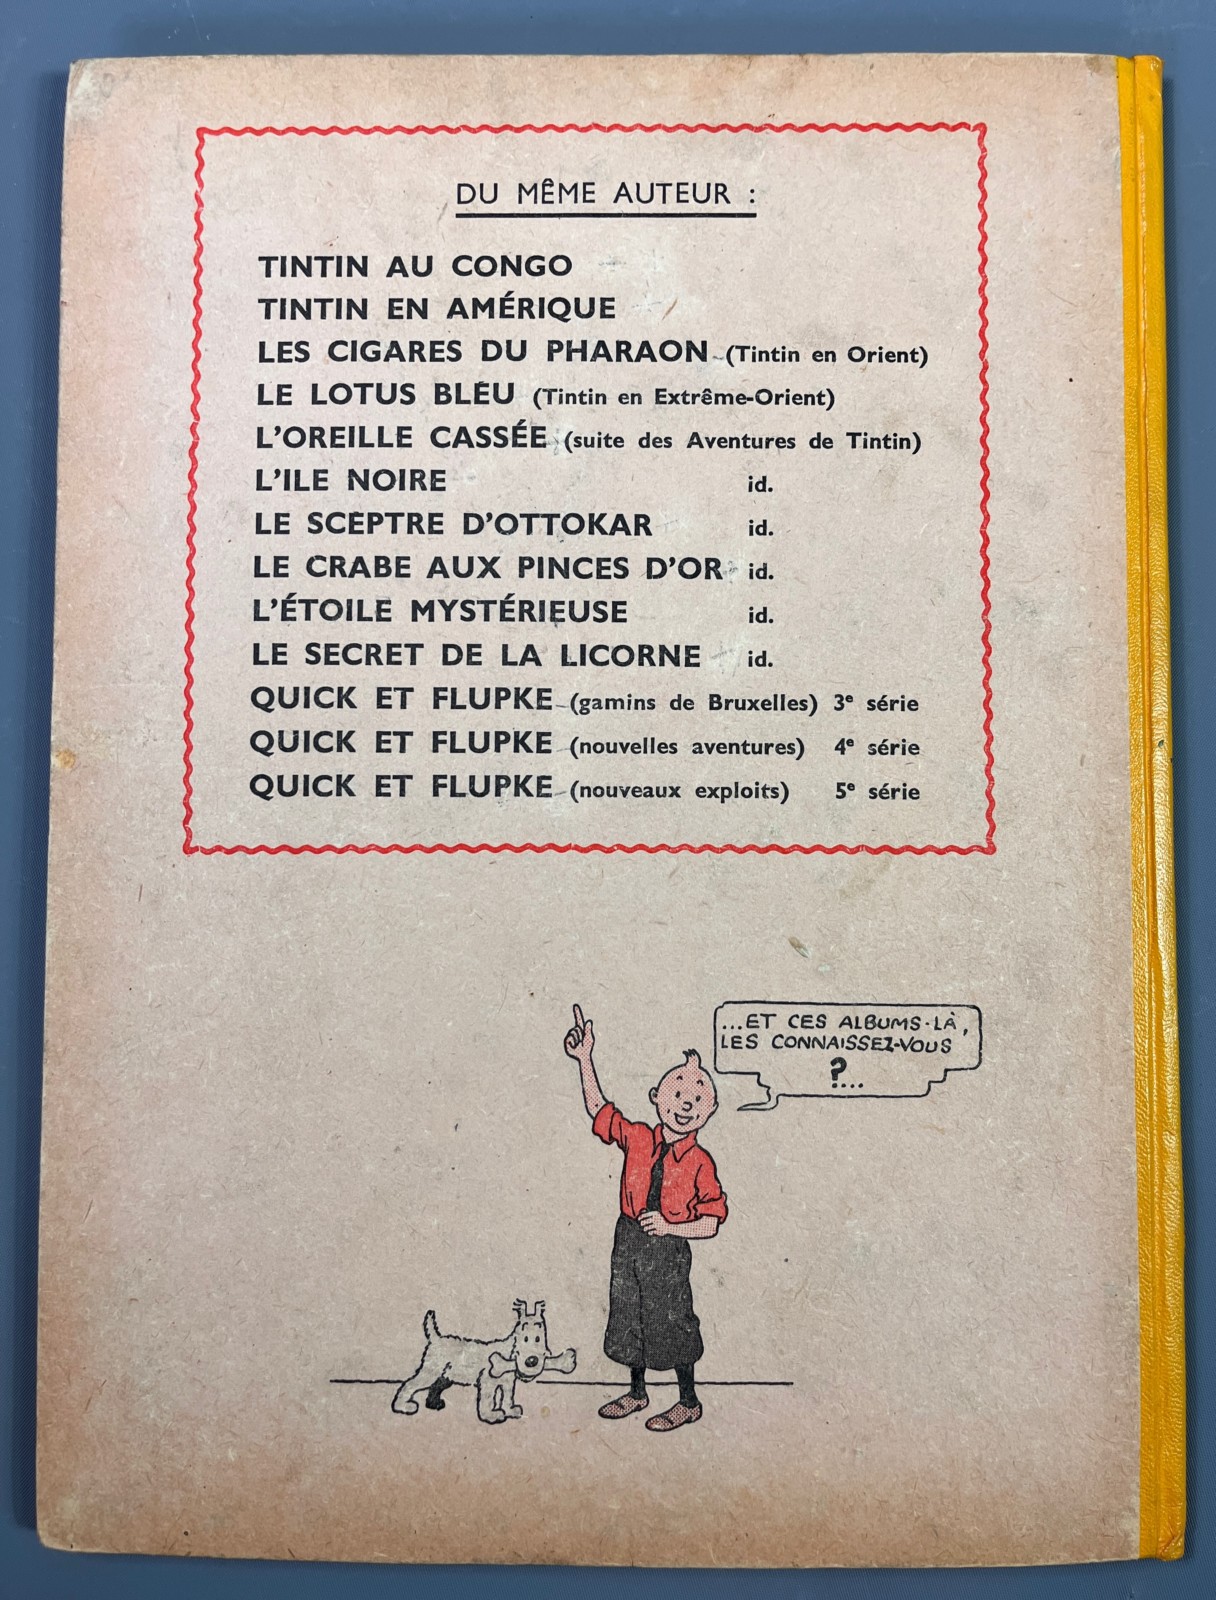 DU MÊME AUTEUR :
TINTIN AU CONGO
TINTIN EN AMÉRIQUE
LES CIGARES DU PHARAON (Tintin en Orient)
LE LOTUS BLEU (Tintin en Extrême-Orient)
L'OREILLE CASSÉE (suite des Aventures de Tintin)
L'ILE NOIRE id.
LE SCEPTRE D'OTTOKAR id.
LE CRABE AUX PINCES D'OR id.
L'ÉTOILE MYSTÉRIEUSE id.
LE SECRET DE LA LICORNE id.
QUICK ET FLUPKE (gamins de Bruxelles) 3e série
QUICK ET FLUPKE (nouvelles aventures) 4e série
QUICK ET FLUPKE (nouveaux exploits) 5e série
...ET CES ALBUMS-LÀ,
LES CONNAISSEZ-VOUS
?...